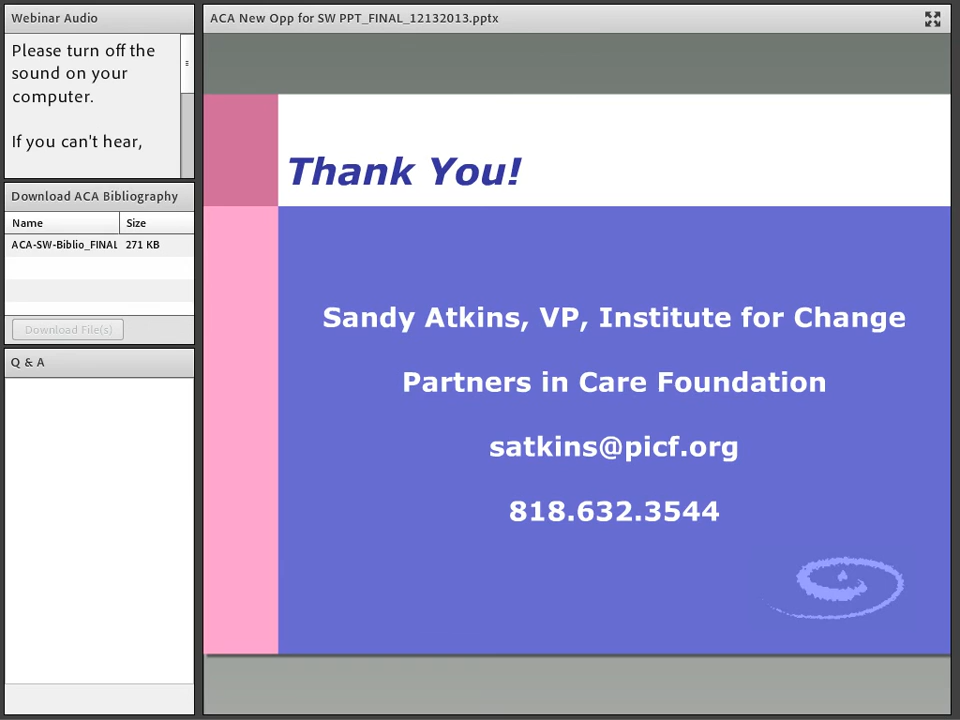 Webinar Audio
Please turn off the
sound on your
computer.
If you can't hear,
Download ACA Bibliography
Name Size
ACA-SW-Biblio_FINAL 271 KB
Download File(s)
Q & A
ACA New Opp for SW PPT_FINAL_12132013.pptx
Thank You!
Sandy Atkins, VP, Institute for Change
Partners in Care Foundation
satkins@picf.org
818.632.3544